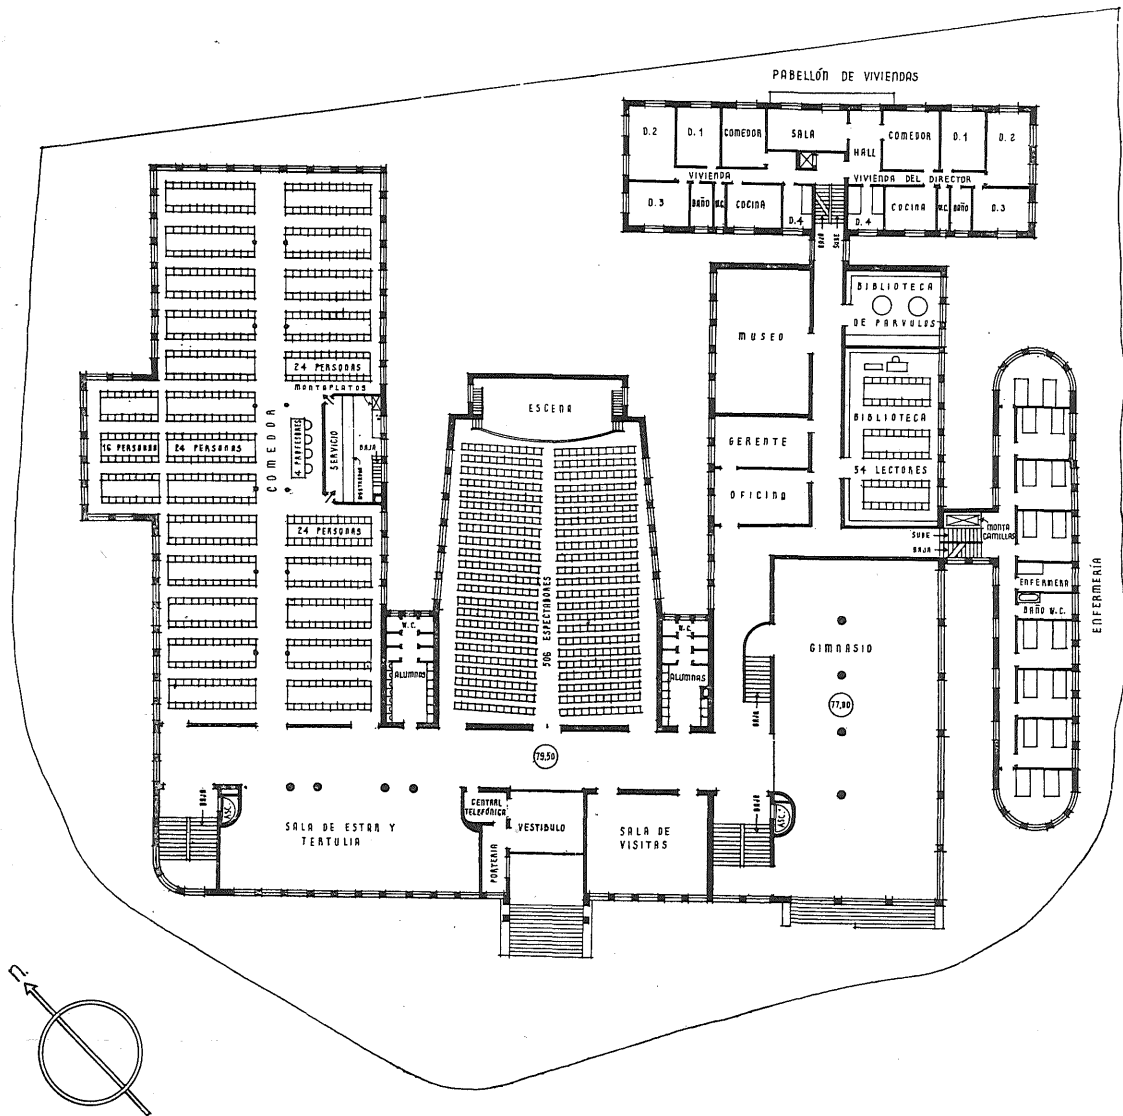 PABELLÓN DE VIVIENDAS
D.2
D.1
COMEDOR
SALA
HALL
COMEDOR
D.1
D.2
VIVIENDA
VIVIENDA DEL DIRECTOR
D.3
BAÑO
W.C.
COCINA
D.4
BAJA
SUBE
D.4
COCINA
W.C.
BAÑO
D.3
BIBLIOTECA
DE PARVULOS
MUSEO
BIBLIOTECA
54 LECTORES
GERENTE
OFICINA
24 PERSONAS
MONTAPLATOS
COMEDOR
4 PROFESORES
SERVICIO
MOSTRADOR
BAJA
16 PERSONAS
24 PERSONAS
24 PERSONAS
ESCENA
506 ESPECTADORES
SUBE
BAJA
MONTA
CAMILLAS
ENFERMERA
BAÑO W.C.
ENFERMERÍA
W.C.
ALUMNAS
W.C.
ALUMNAS
GIMNASIO
77,80
BAJA
79,50
BAJA
ASC.
SALA DE ESTAR Y
TERTULIA
CENTRAL
TELEFÓNICA
VESTIBULO
PORTERIA
SALA DE
VISITAS
BAJA
ASC.
n.